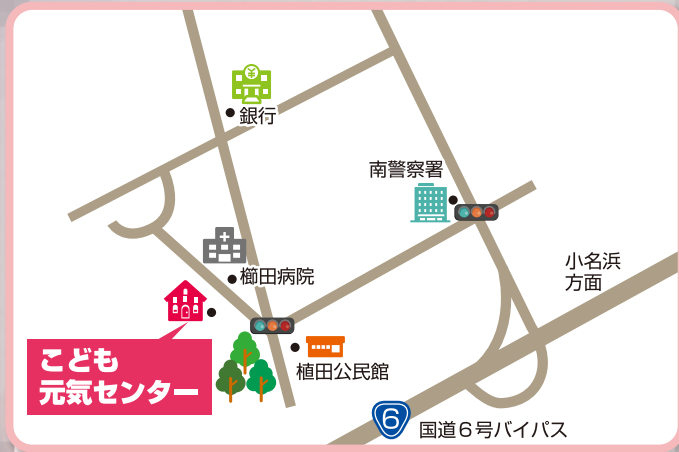 銀行
南警察署
小名浜
方面
櫛田病院
こども
元気センター
植田公民館
6
国道6号バイパス